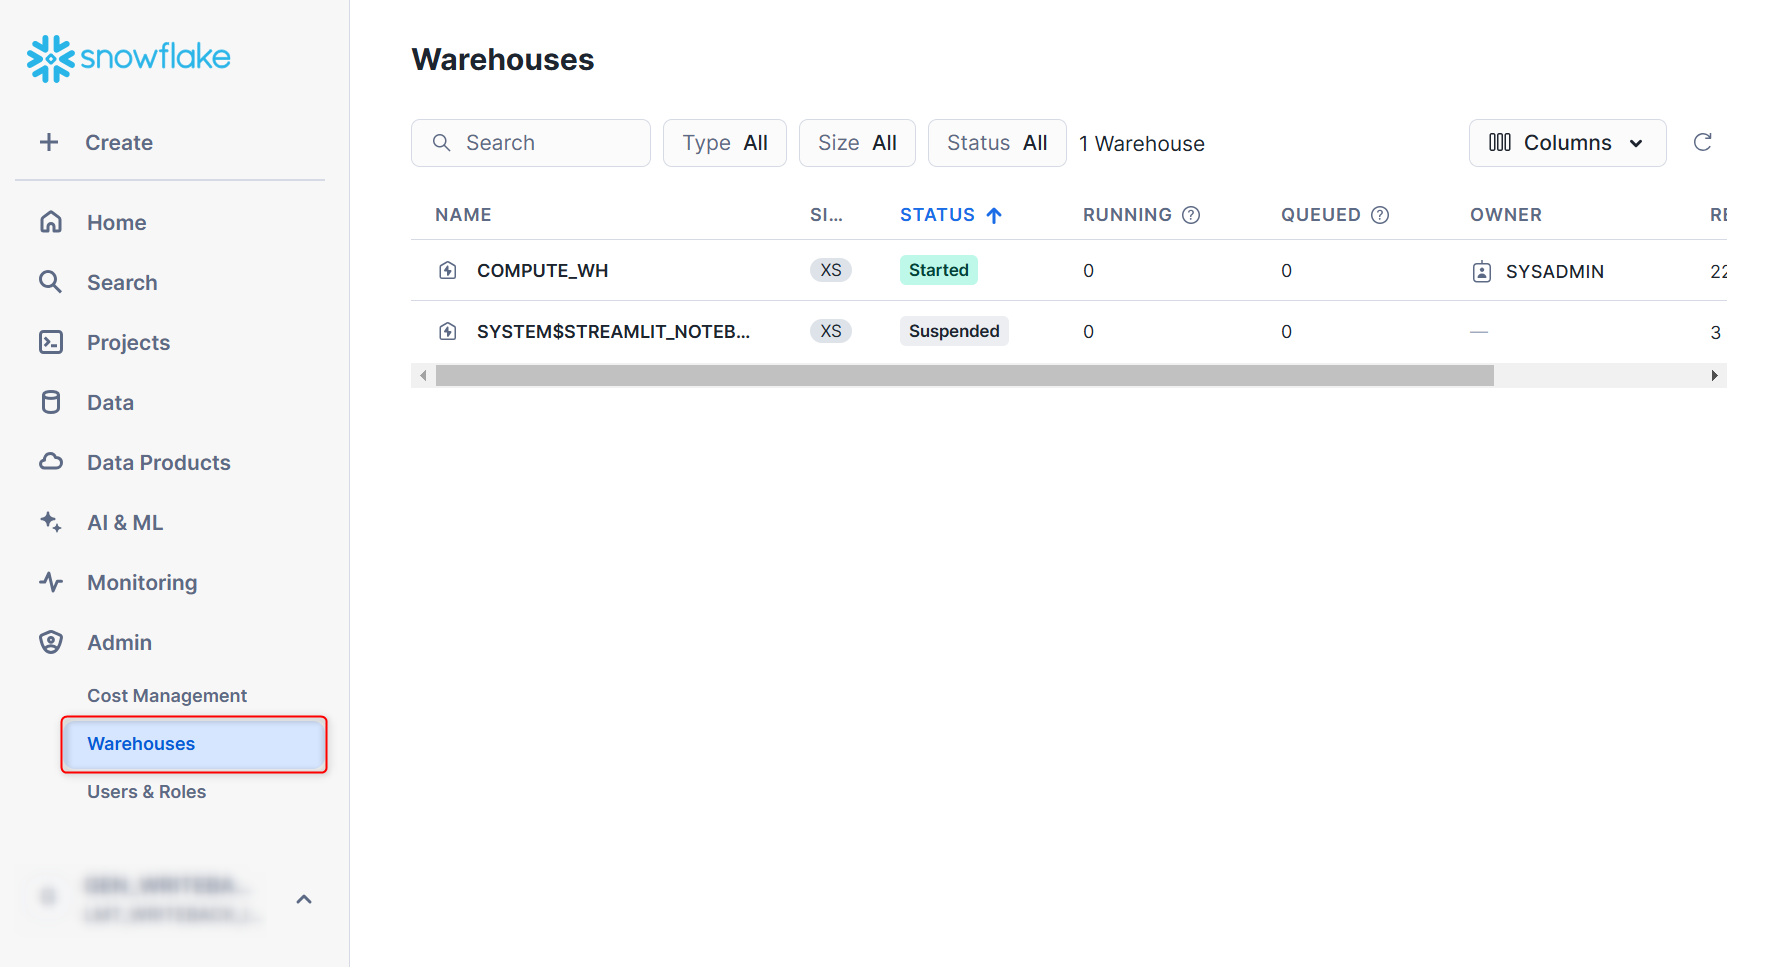 snowflake
Create
Home
Search
Projects
Data
Data Products
AI & ML
Monitoring
Admin
Cost Management
Warehouses
Users & Roles
Warehouses
Search
Type All
Size All
Status All
1 Warehouse
Columns
NAME SI... STATUS RUNNING QUEUED OWNER RE
COMPUTE_WH XS Started 0 0 SYSADMIN 22
SYSTEM$STREAMLIT_NOTEB... XS Suspended 0 0 — 3